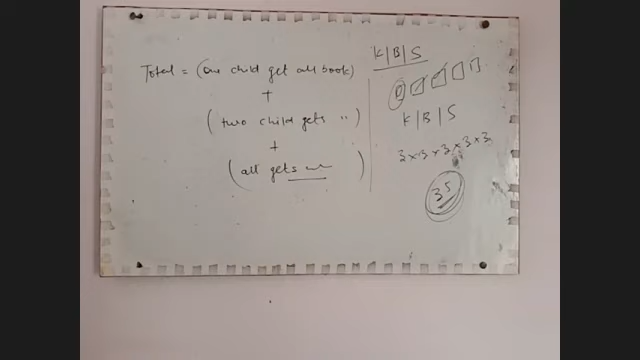 Total = (One child get all book)
+
(two child gets ")
+
(all gets )
K|B|S
K|B|S
3×3×3×3×3
3⁵